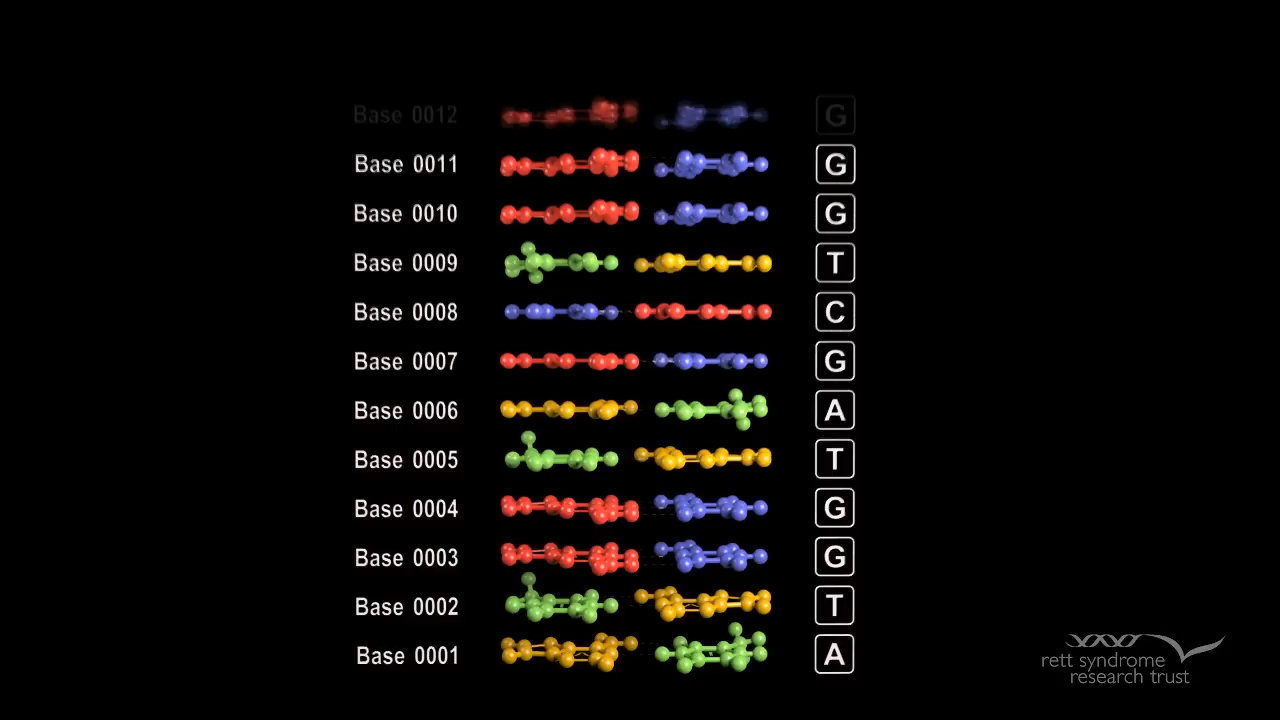 Base 0012 G
Base 0011 G
Base 0010 G
Base 0009 T
Base 0008 C
Base 0007 G
Base 0006 A
Base 0005 T
Base 0004 G
Base 0003 G
Base 0002 T
Base 0001 A
rett syndrome
research trust